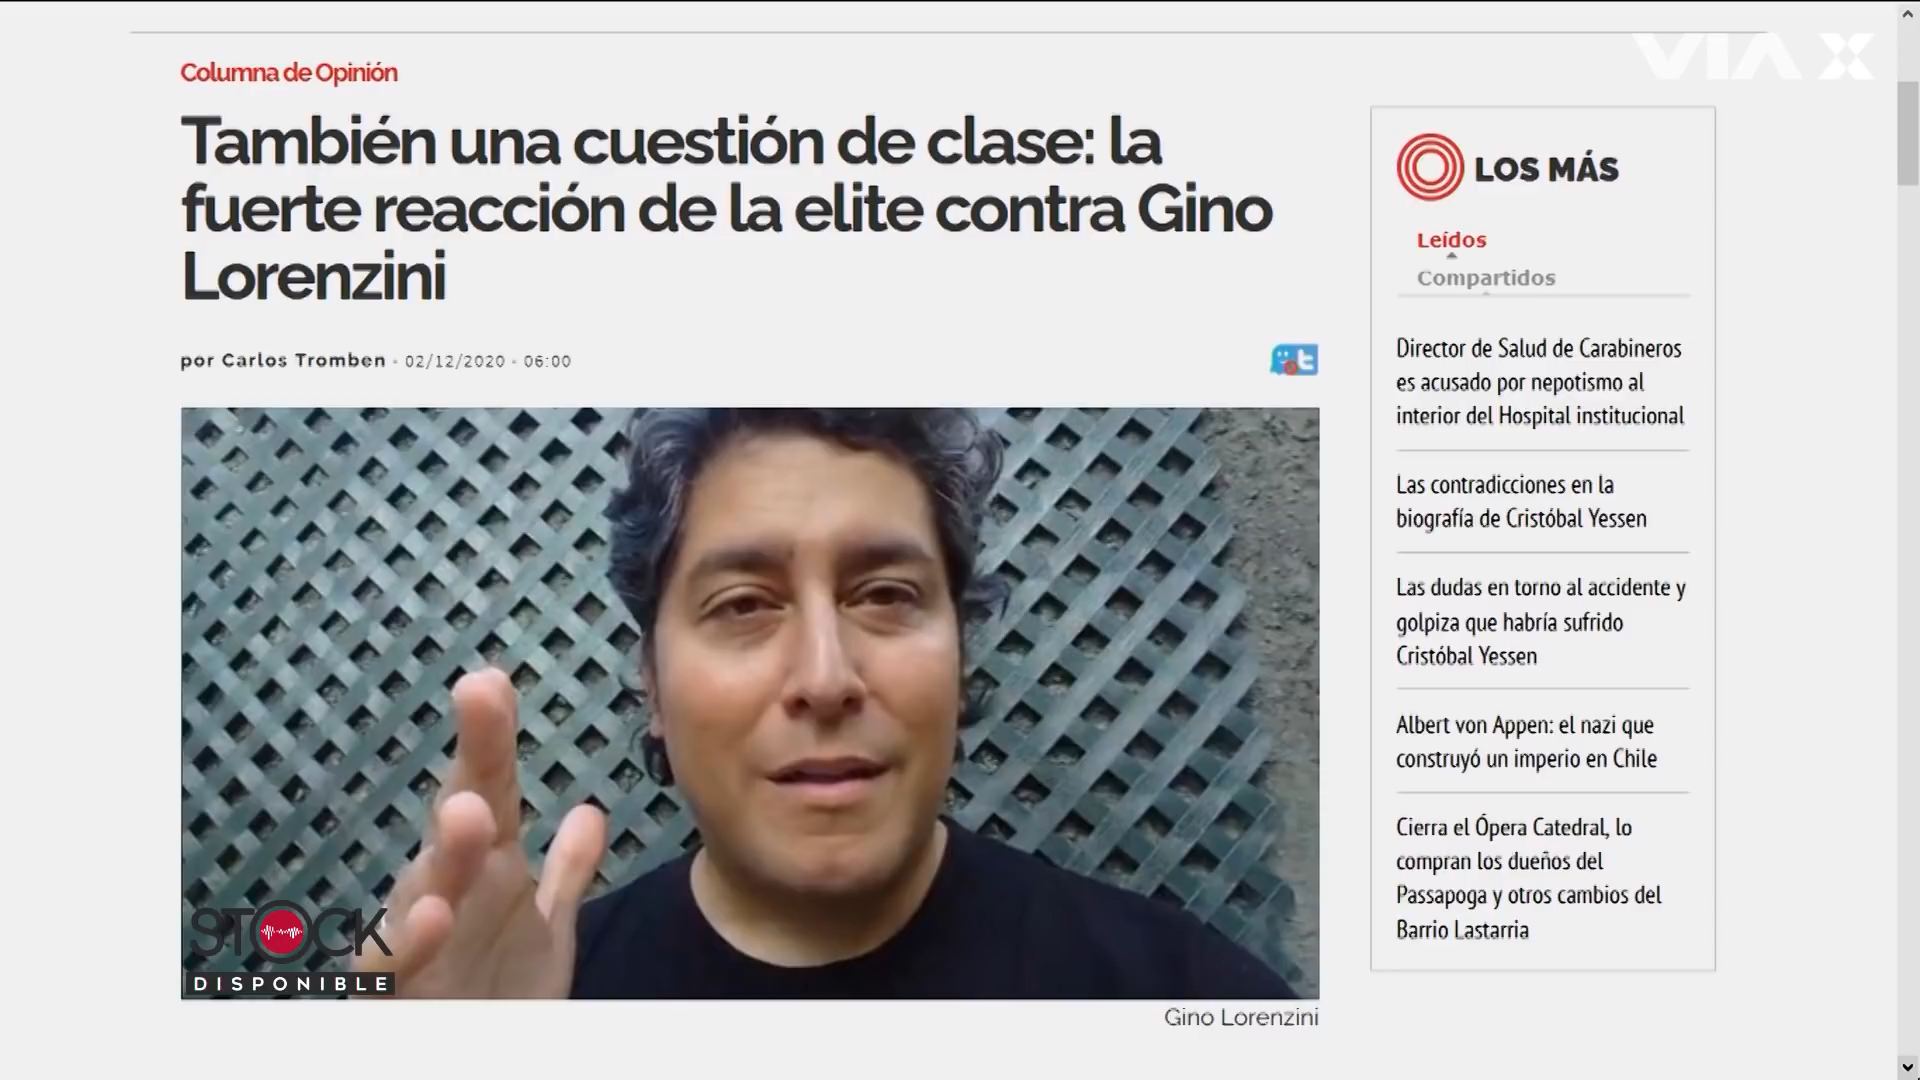 VIA X
Columna de Opinión
También una cuestión de clase: la
fuerte reacción de la elite contra Gino
Lorenzini
por Carlos Tromben - 02/12/2020 - 06:00
STOCK
DISPONIBLE
Gino Lorenzini
LOS MÁS
Leídos
Compartidos
Director de Salud de Carabineros
es acusado por nepotismo al
interior del Hospital institucional
Las contradicciones en la
biografía de Cristóbal Yessen
Las dudas en torno al accidente y
golpiza que habría sufrido
Cristóbal Yessen
Albert von Appen: el nazi que
construyó un imperio en Chile
Cierra el Ópera Catedral, lo
compran los dueños del
Passapoga y otros cambios del
Barrio Lastarria